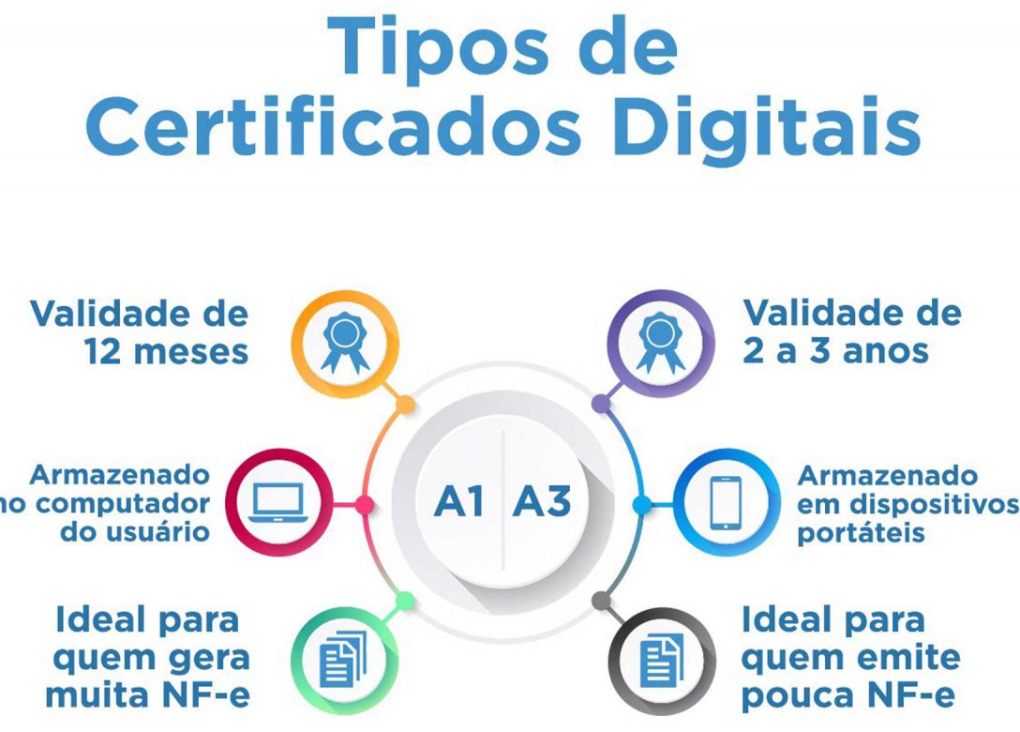 Tipos de
Certificados Digitais
Validade de
12 meses
Armazenado
no computador
do usuário
Ideal para
quem gera
muita NF-e
A1 A3
Validade de
2 a 3 anos
Armazenado
em dispositivos
portáteis
Ideal para
quem emite
pouca NF-e